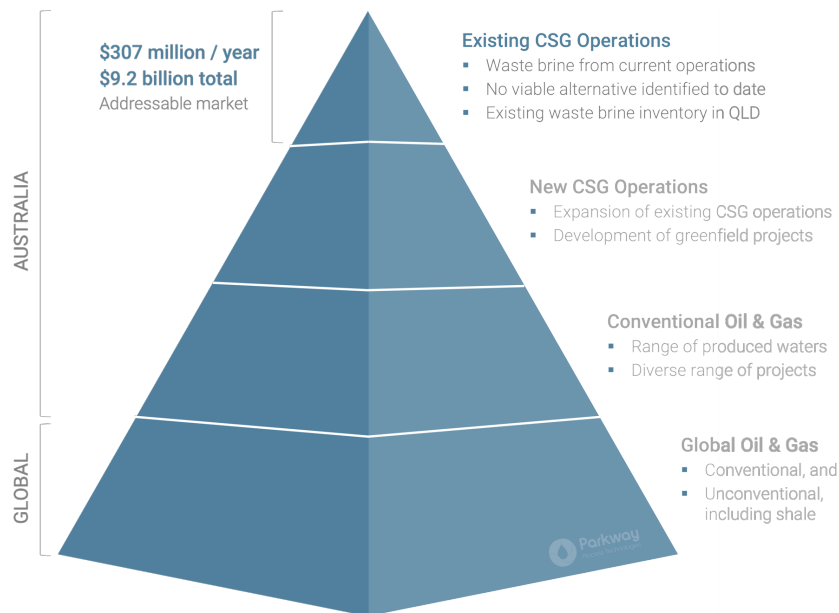 $307 million / year
$9.2 billion total
Addressable market
Existing CSG Operations
▪ Waste brine from current operations
▪ No viable alternative identified to date
▪ Existing waste brine inventory in QLD
AUSTRALIA
New CSG Operations
▪ Expansion of existing CSG operations
▪ Development of greenfield projects
Conventional Oil & Gas
▪ Range of produced waters
▪ Diverse range of projects
GLOBAL
Global Oil & Gas
▪ Conventional, and
▪ Unconventional,
including shale
Parkway